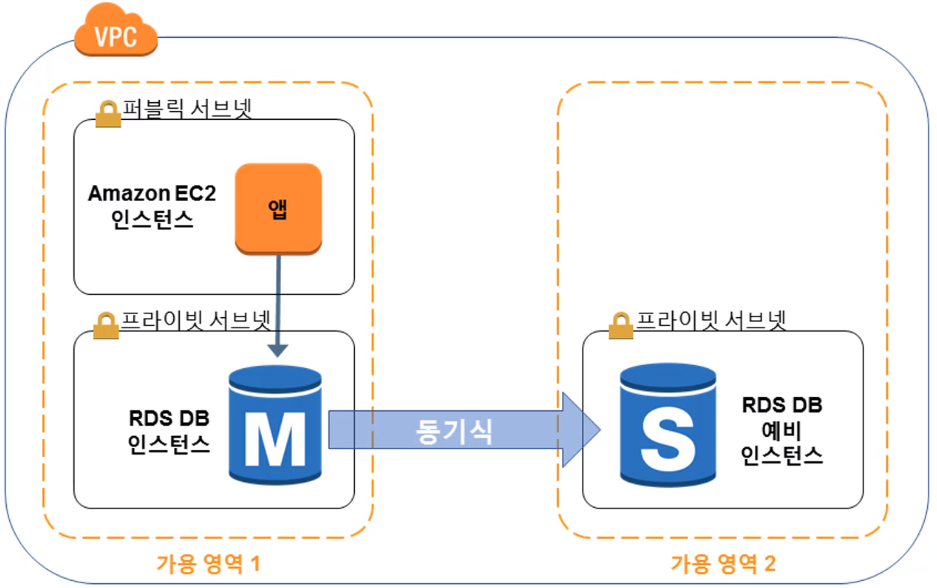 VPC
퍼블릭 서브넷
Amazon EC2
인스턴스
앱
프라이빗 서브넷
RDS DB
인스턴스
M
동기식
프라이빗 서브넷
S
RDS DB
예비
인스턴스
가용 영역 1
가용 영역 2